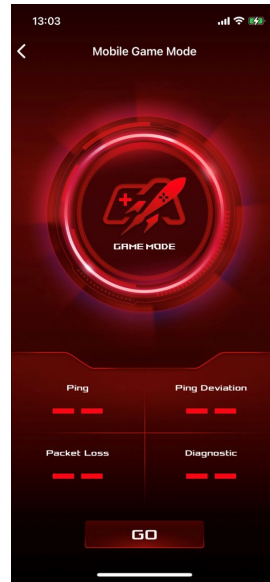 13:03
Mobile Game Mode
GAME MODE
Ping
Ping Deviation
-- --
-- --
Packet Loss
Diagnostic
-- --
-- --
GO